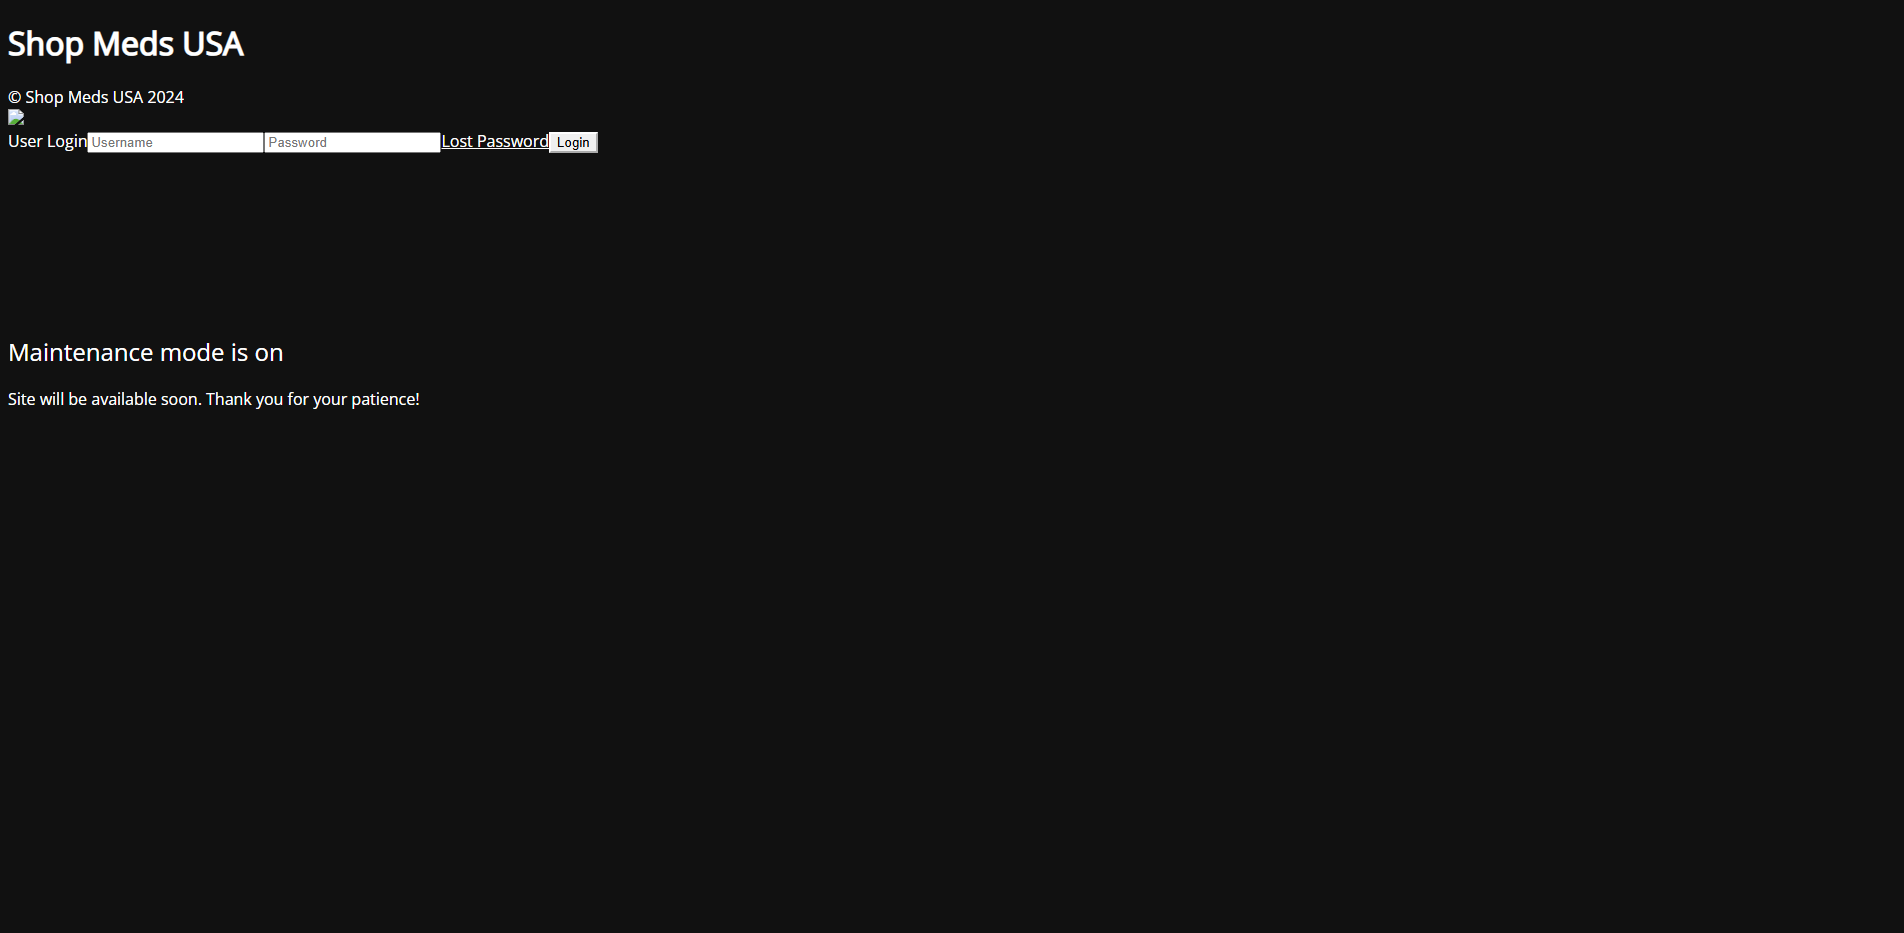 Shop Meds USA
© Shop Meds USA 2024
User Login Username Password Lost Password Login
Maintenance mode is on
Site will be available soon. Thank you for your patience!